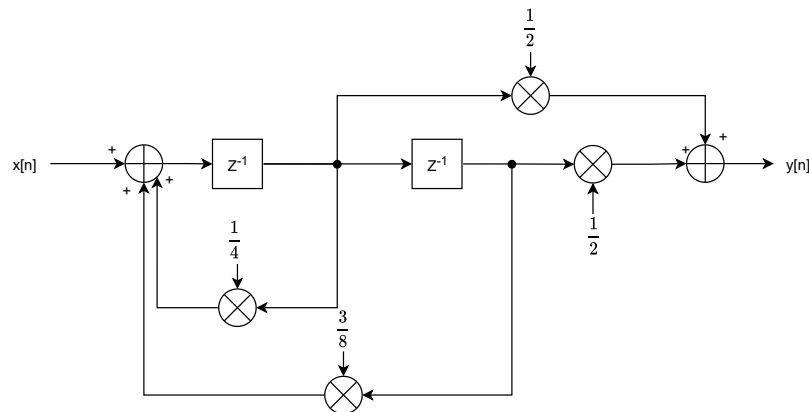 1/2
+
+
+
x[n]
Z⁻¹
Z⁻¹
y[n]
+
+
1/4
1/2
3/8